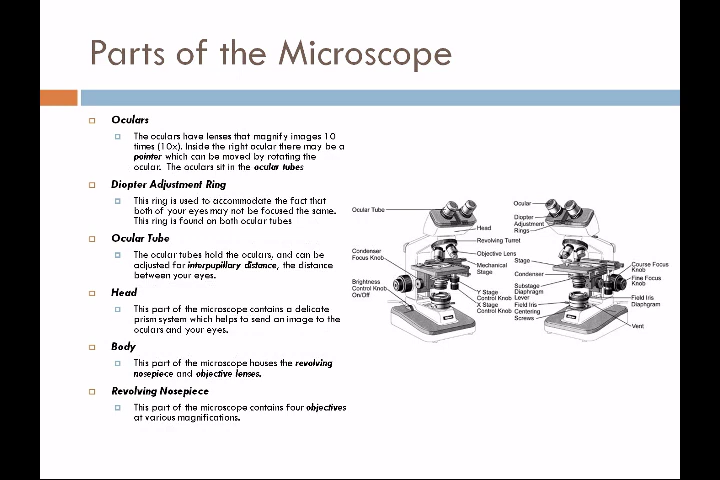 Parts of the Microscope
Oculars
The oculars have lenses that magnify images 10
times (10x). Inside the right ocular there may be a
pointer which can be moved by rotating the
ocular. The oculars sit in the ocular tubes
Diopter Adjustment Ring
This ring is used to accommodate the fact that
both of your eyes may not be focused the same.
This ring is found on both ocular tubes
Ocular Tube
The ocular tubes hold the oculars, and can be
adjusted for interpupillary distance, the distance
between your eyes.
Head
This part of the microscope contains a delicate
prism system which helps to send an image to the
oculars and your eyes.
Body
This part of the microscope houses the revolving
nosepiece and objective lenses.
Revolving Nosepiece
This part of the microscope contains four objectives
at various magnifications.
Ocular Tube
Head
Revolving Turret
Objective Lens
Mechanical
Stage
Condenser
Focus Knob
Brightness
Control Knob
On/Off
Y Stage
Control Knob
X Stage
Control Knob
Ocular
Diopter
Adjustment
Rings
Stage
Condenser
Substage
Diaphragm
Lever
Field Iris
Centering
Screws
Course Focus
Knob
Fine Focus
Knob
Field Iris
Diaphgram
Vent